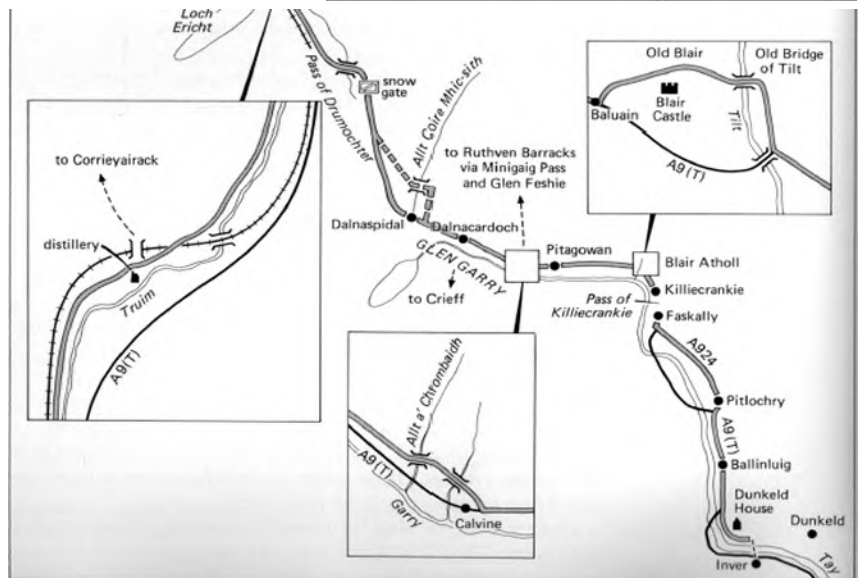 Loch
Ericht
Pass of Drumochter
snow
gate
Allt Coire Mhic-sith
to Ruthven Barracks
via Minigaig Pass
and Glen Feshie
Old Blair
Old Bridge
of Tilt
Baluain
Blair
Castle
Tilt
A9(T)
to Corrieyairack
distillery
Truim
A9(T)
Dalnaspidal
Dalnacardoch
GLEN GARRY
to Crieff
Pitagowan
Blair Atholl
Killiecrankie
Pass of
Killiecrankie
Faskally
A924
Pitlochry
A9(T)
Ballinluig
Dunkeld
House
Dunkeld
Inver
Tay
Allt a' Chrombaidh
A9(T)
Garry
Calvine